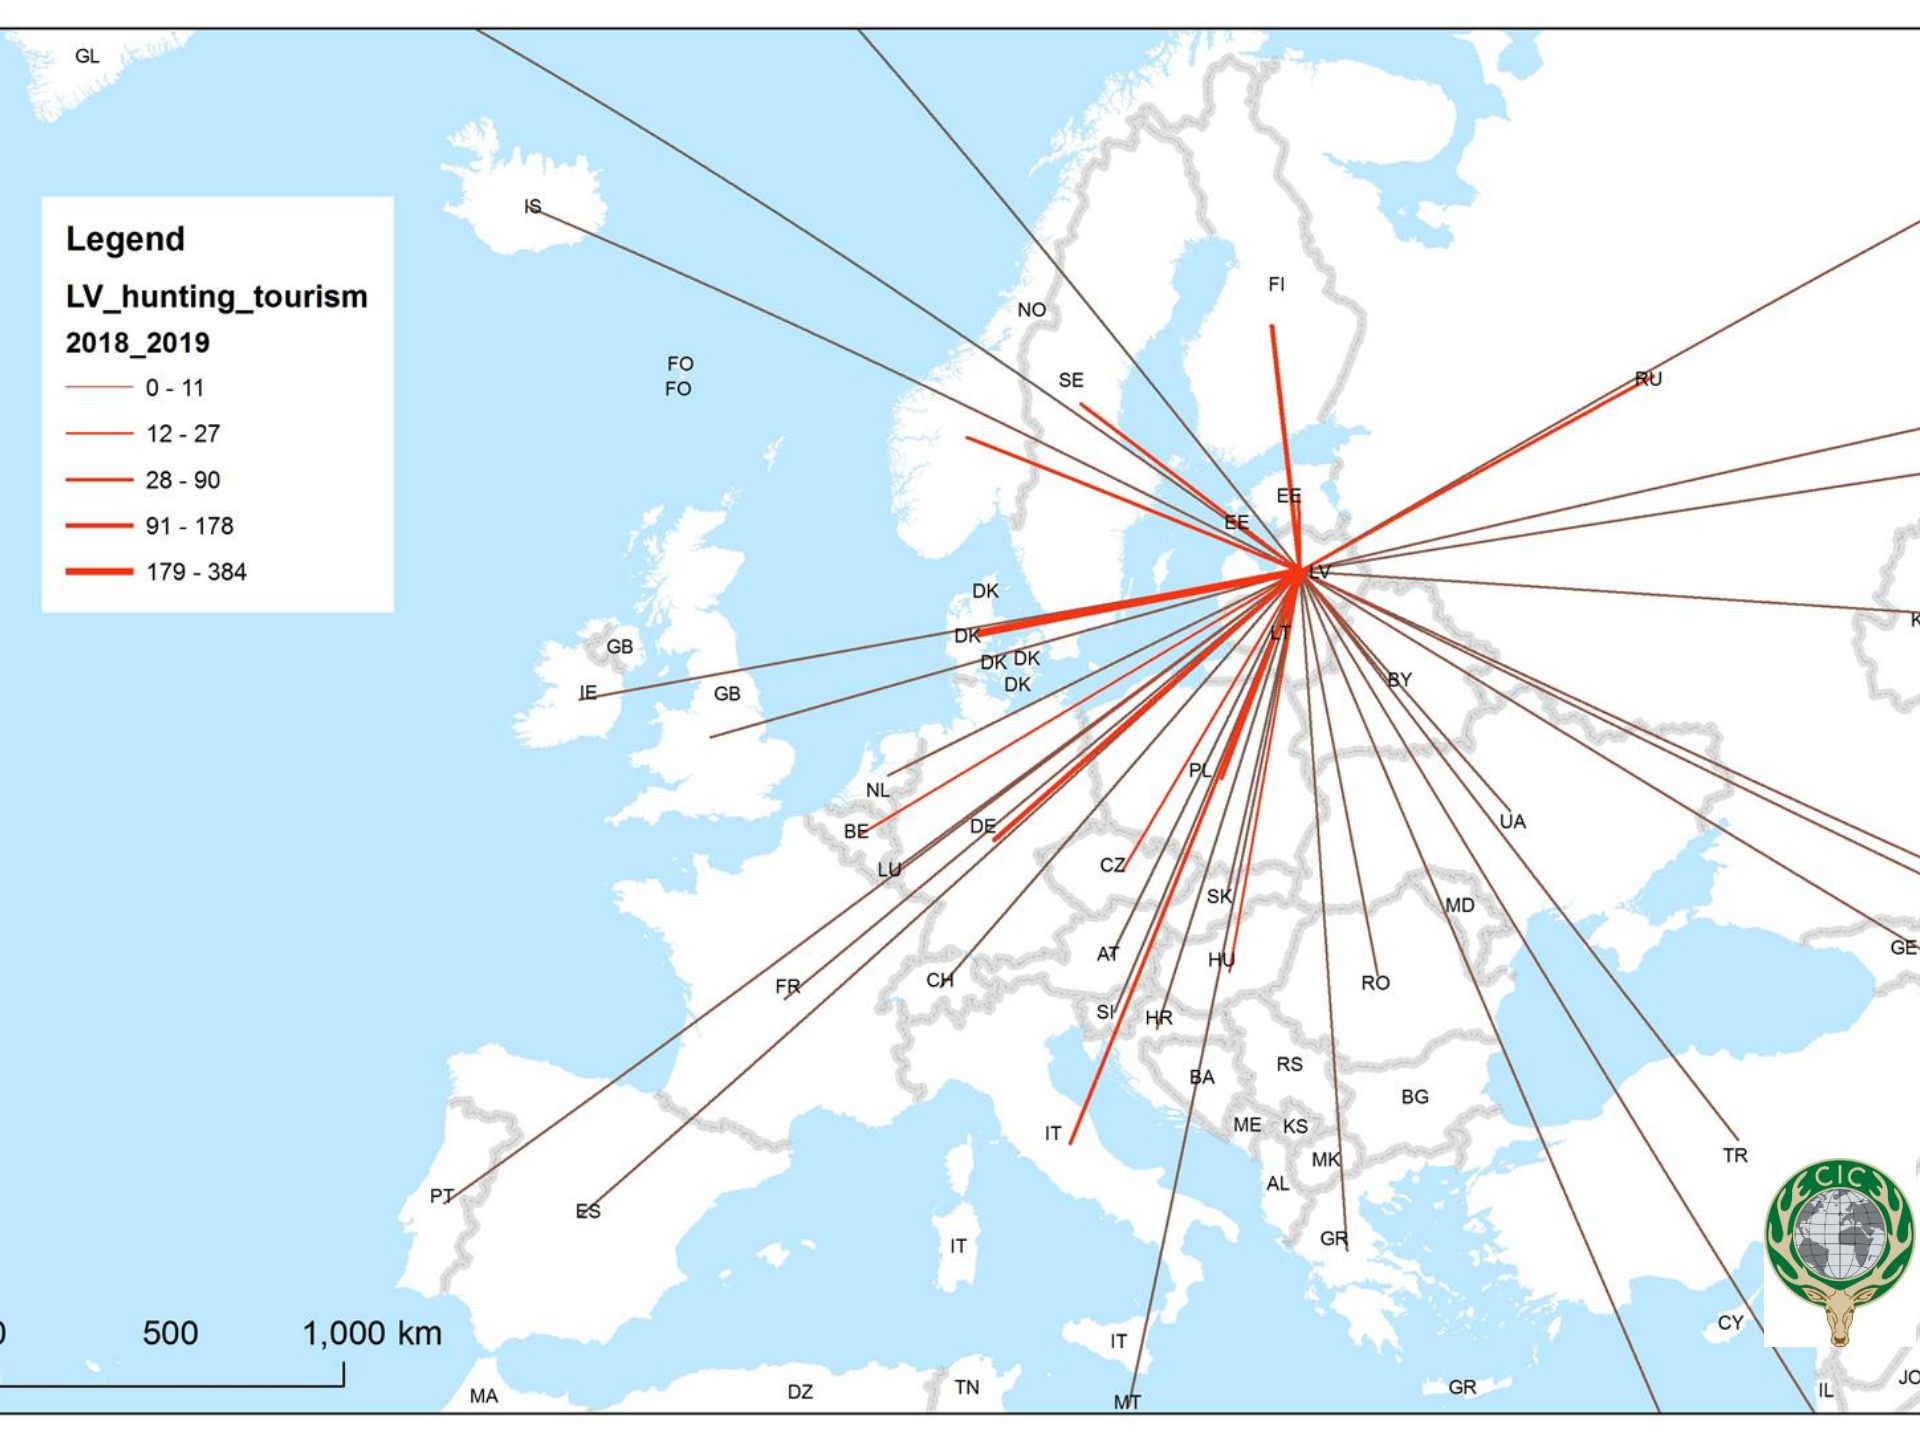 GL
IS
Legend
LV_hunting_tourism
2018_2019
0 - 11
12 - 27
28 - 90
91 - 178
179 - 384
FI
NO
FO
FO
SE
RU
EE
EE
LV
DK
DK
DK
DK
DK
LT
GB
IE
GB
K
BY
NL
BE
DE
LU
PL
UA
CZ
SK
MD
AT
HU
GE
FR
CH
RO
SI
HR
RS
BA
BG
ME
KS
IT
MK
AL
TR
PT
ES
GR
IT
CIC
0
500
1,000 km
IT
CY
MA
DZ
TN
MT
GR
IL
JO